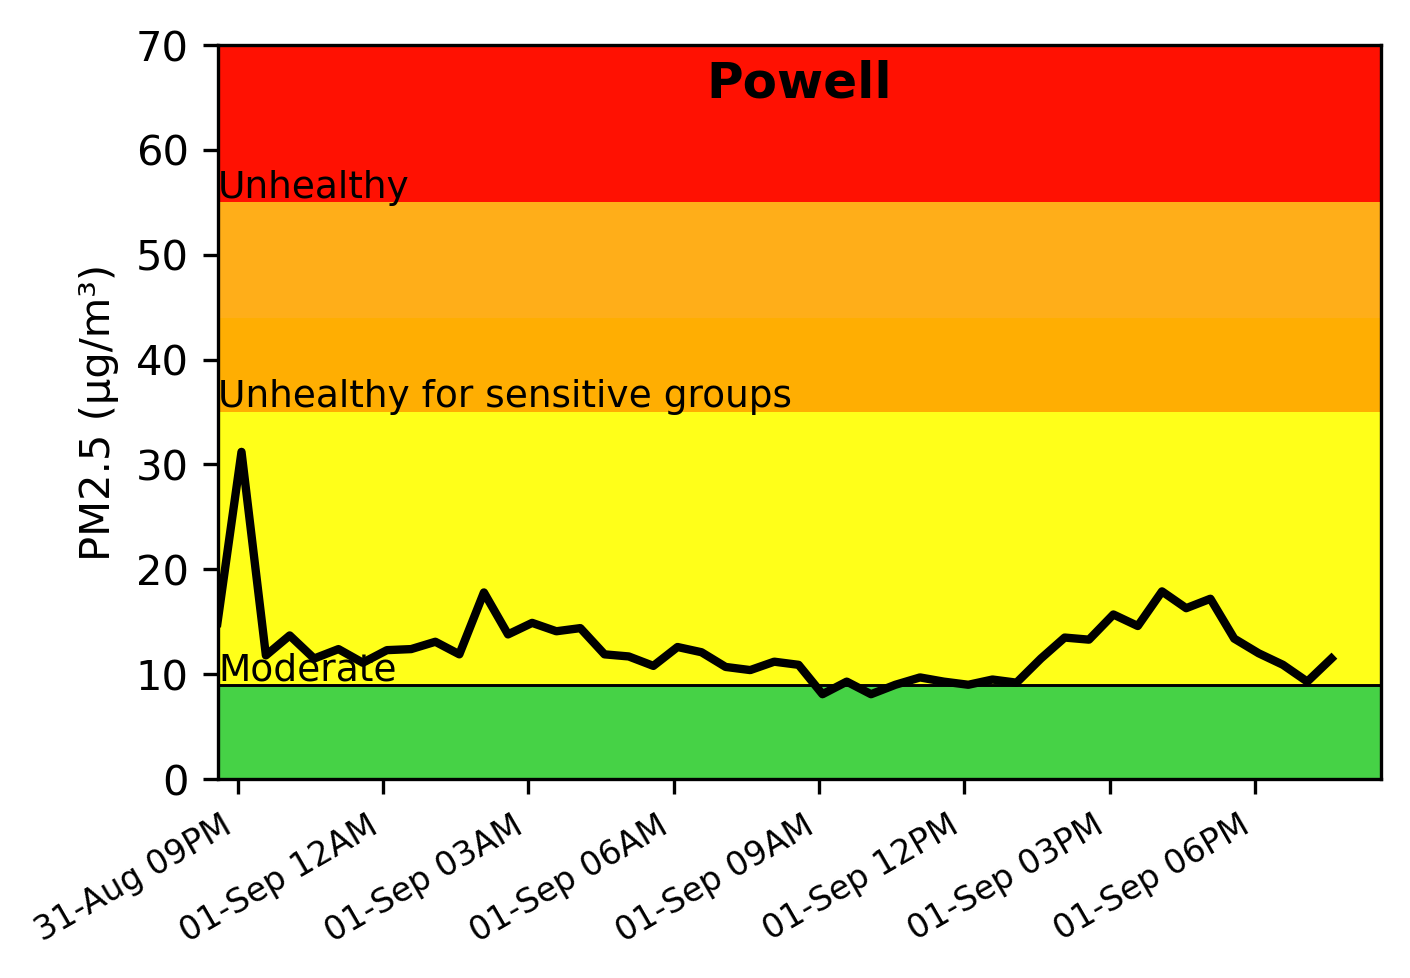 Powell
70
60
50
40
30
20
10
0
PM2.5 (µg/m³)
Unhealthy
Unhealthy for sensitive groups
Moderate
31-Aug 09PM
01-Sep 12AM
01-Sep 03AM
01-Sep 06AM
01-Sep 09AM
01-Sep 12PM
01-Sep 03PM
01-Sep 06PM